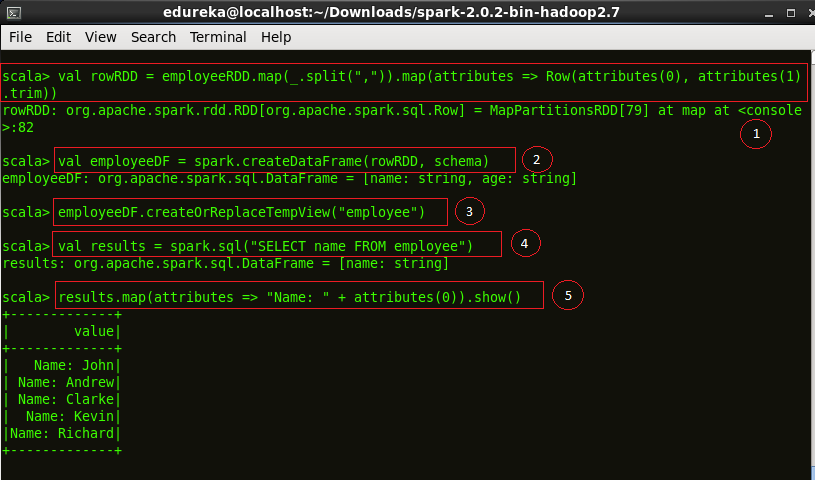 edureka@localhost:~/Downloads/spark-2.0.2-bin-hadoop2.7
File Edit View Search Terminal Help
scala> val rowRDD = employeeRDD.map(_.split(",")).map(attributes => Row(attributes(0), attributes(1)
.trim))
rowRDD: org.apache.spark.rdd.RDD[org.apache.spark.sql.Row] = MapPartitionsRDD[79] at map at <console
>:82
1
scala> val employeeDF = spark.createDataFrame(rowRDD, schema)
2
employeeDF: org.apache.spark.sql.DataFrame = [name: string, age: string]
scala> employeeDF.createOrReplaceTempView("employee")
3
scala> val results = spark.sql("SELECT name FROM employee")
4
results: org.apache.spark.sql.DataFrame = [name: string]
scala> results.map(attributes => "Name: " + attributes(0)).show()
5
+-------------+
|        value|
+-------------+
|   Name: John|
| Name: Andrew|
| Name: Clarke|
|  Name: Kevin|
|Name: Richard|
+-------------+